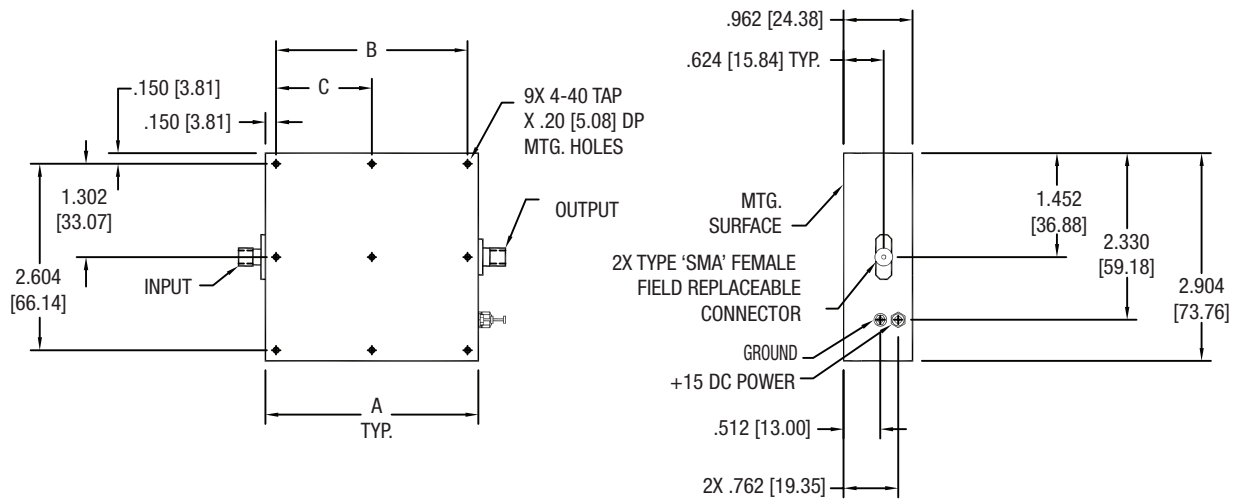 B
C
.150 [3.81]
.150 [3.81]
9X 4-40 TAP
X .20 [5.08] DP
MTG. HOLES
1.302
[33.07]
2.604
[66.14]
INPUT
OUTPUT
A
TYP.
.962 [24.38]
.624 [15.84] TYP.
MTG.
SURFACE
2X TYPE ‘SMA’ FEMALE
FIELD REPLACEABLE
CONNECTOR
GROUND
+15 DC POWER
1.452
[36.88]
2.330
[59.18]
2.904
[73.76]
.512 [13.00]
2X .762 [19.35]